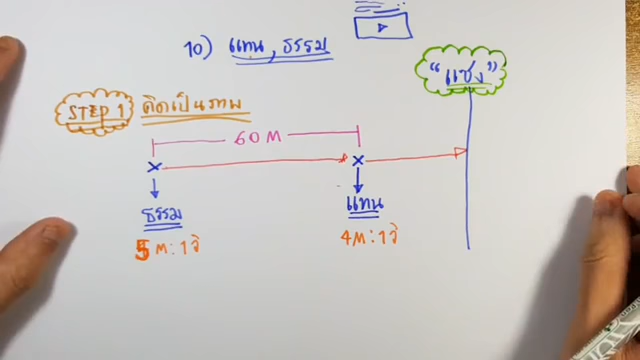 10) แทน, ธรรม
"แซง"
STEP 1 คิดเป็นภาพ
60 M
ธรรม
แทน
5 M : 1 วิ
4 M : 1 วิ